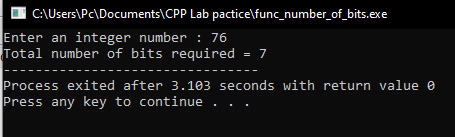 C:\Users\Pc\Documents\CPP Lab pactice\func_number_of_bits.exe
Enter an integer number : 76
Total number of bits required = 7
--------------------------------
Process exited after 3.103 seconds with return value 0
Press any key to continue . . .